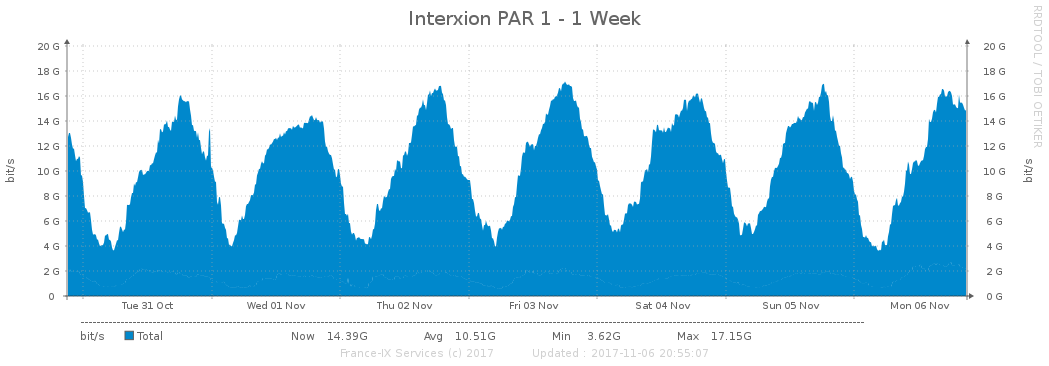 Interxion PAR 1 - 1 Week
RRDTOOL / TOBI OETIKER
bit/s
20 G
18 G
16 G
14 G
12 G
10 G
8 G
6 G
4 G
2 G
0
20 G
18 G
16 G
14 G
12 G
10 G
8 G
6 G
4 G
2 G
0 G
bit/s
Tue 31 Oct Wed 01 Nov Thu 02 Nov Fri 03 Nov Sat 04 Nov Sun 05 Nov Mon 06 Nov
bit/s Total Now 14.39G Avg 10.51G Min 3.62G Max 17.15G
France-IX Services (c) 2017 Updated : 2017-11-06 20:55:07